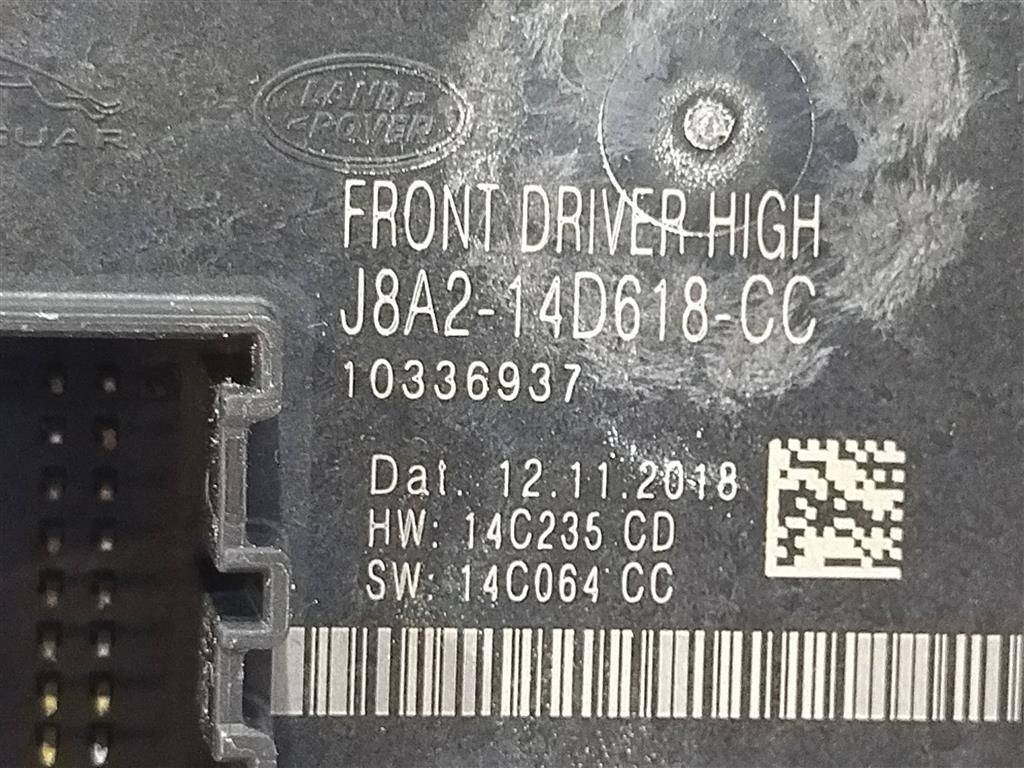 GUAR
LAND-
ROVER
FRONT DRIVER HIGH
J8A2-14D618-CC
10336937
Dat. 12.11.2018
HW: 14C235 CD
SW: 14C064 CC